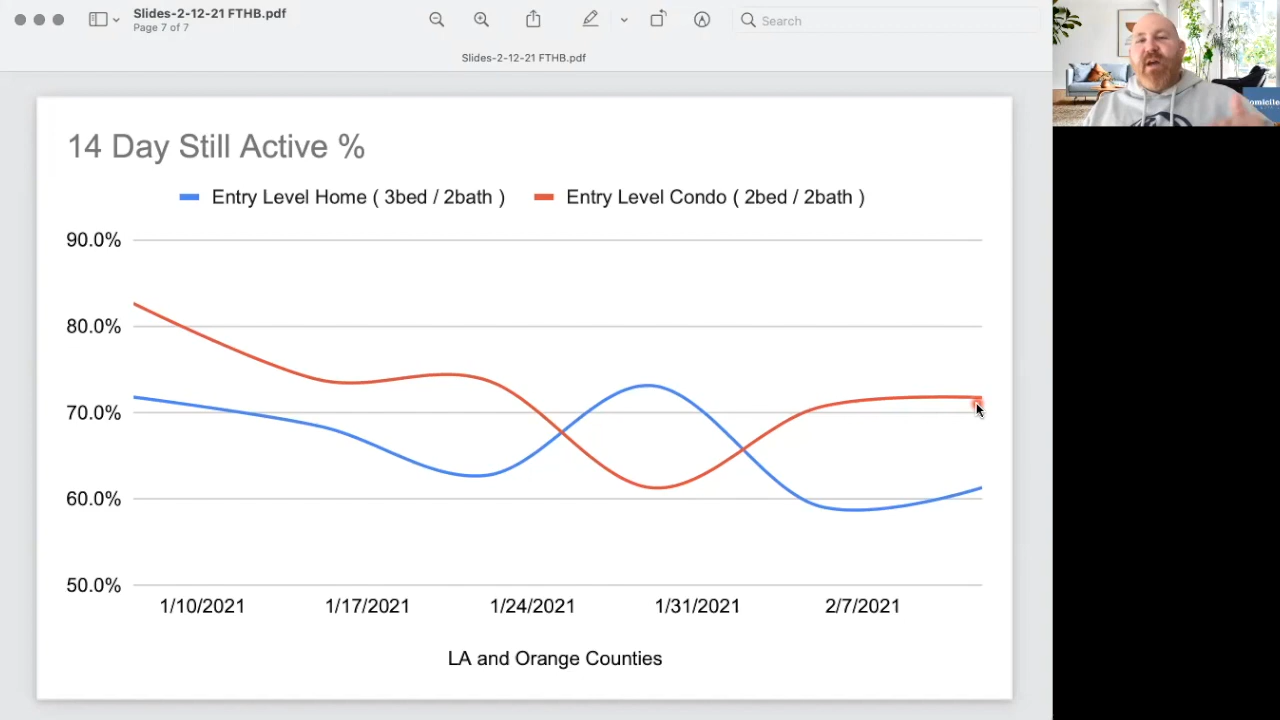 Slides-2-12-21 FTHB.pdf
Page 7 of 7
Search
Slides-2-12-21 FTHB.pdf
14 Day Still Active %
Entry Level Home ( 3bed / 2bath )
Entry Level Condo ( 2bed / 2bath )
90.0%
80.0%
70.0%
60.0%
50.0%
1/10/2021 1/17/2021 1/24/2021 1/31/2021 2/7/2021
LA and Orange Counties
omicile